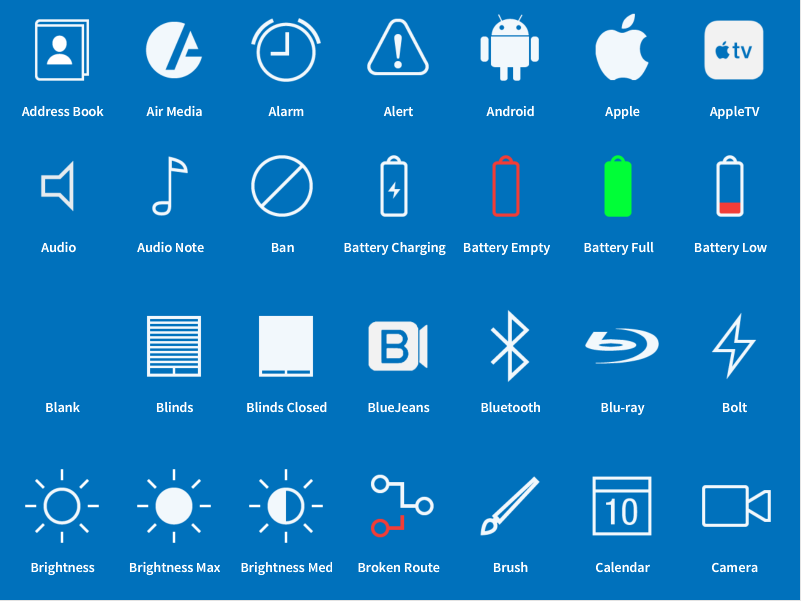 tv
Address Book
Air Media
Alarm
Alert
Android
Apple
AppleTV
Audio
Audio Note
Ban
Battery Charging
Battery Empty
Battery Full
Battery Low
B
Blank
Blinds
Blinds Closed
BlueJeans
Bluetooth
Blu-ray
Bolt
10
Brightness
Brightness Max
Brightness Med
Broken Route
Brush
Calendar
Camera